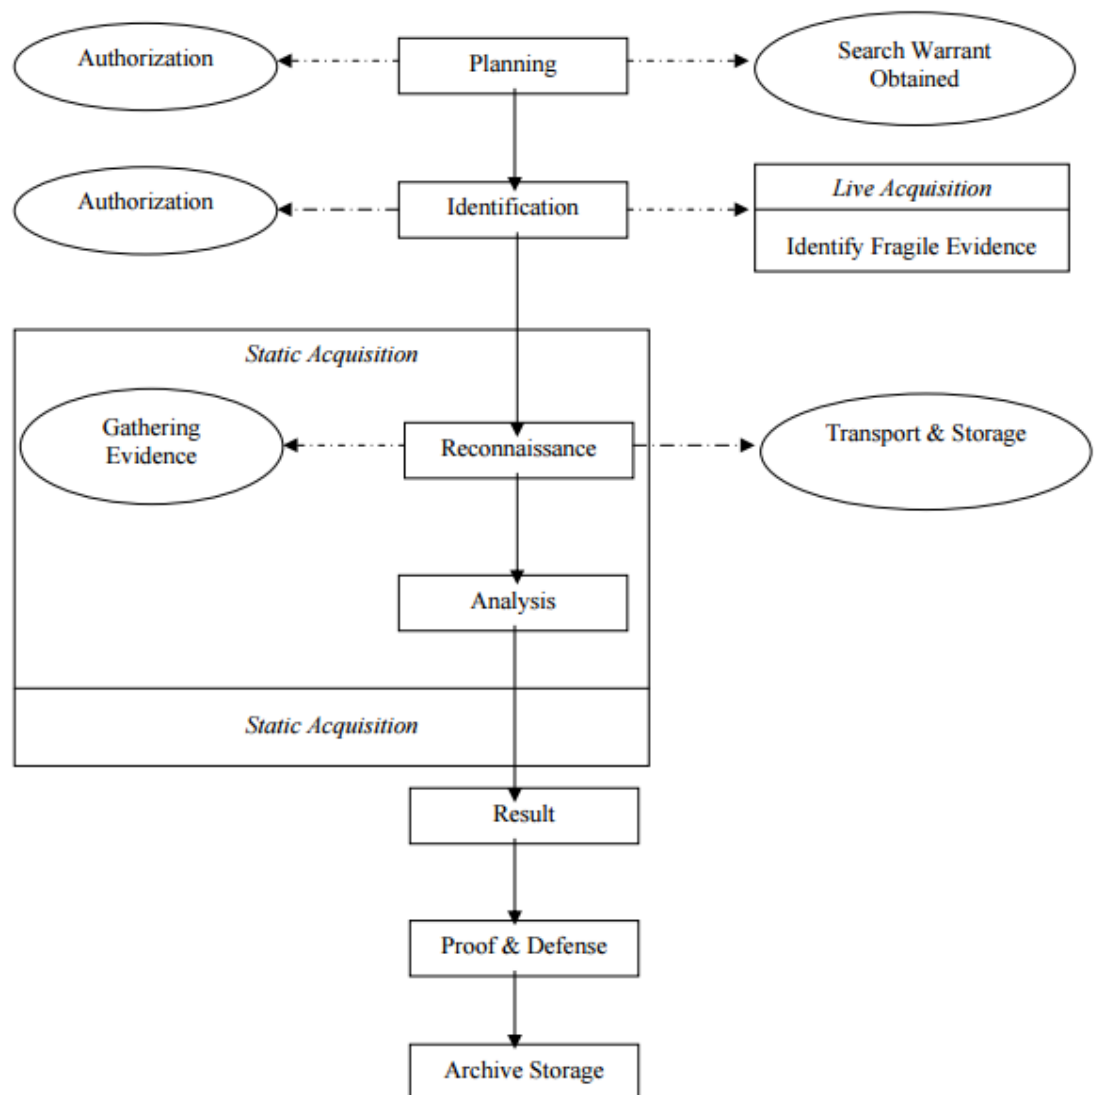 Authorization
Planning
Search Warrant
Obtained
Authorization
Identification
Live Acquisition
Identify Fragile Evidence
Static Acquisition
Gathering
Evidence
Reconnaissance
Transport & Storage
Analysis
Static Acquisition
Result
Proof & Defense
Archive Storage